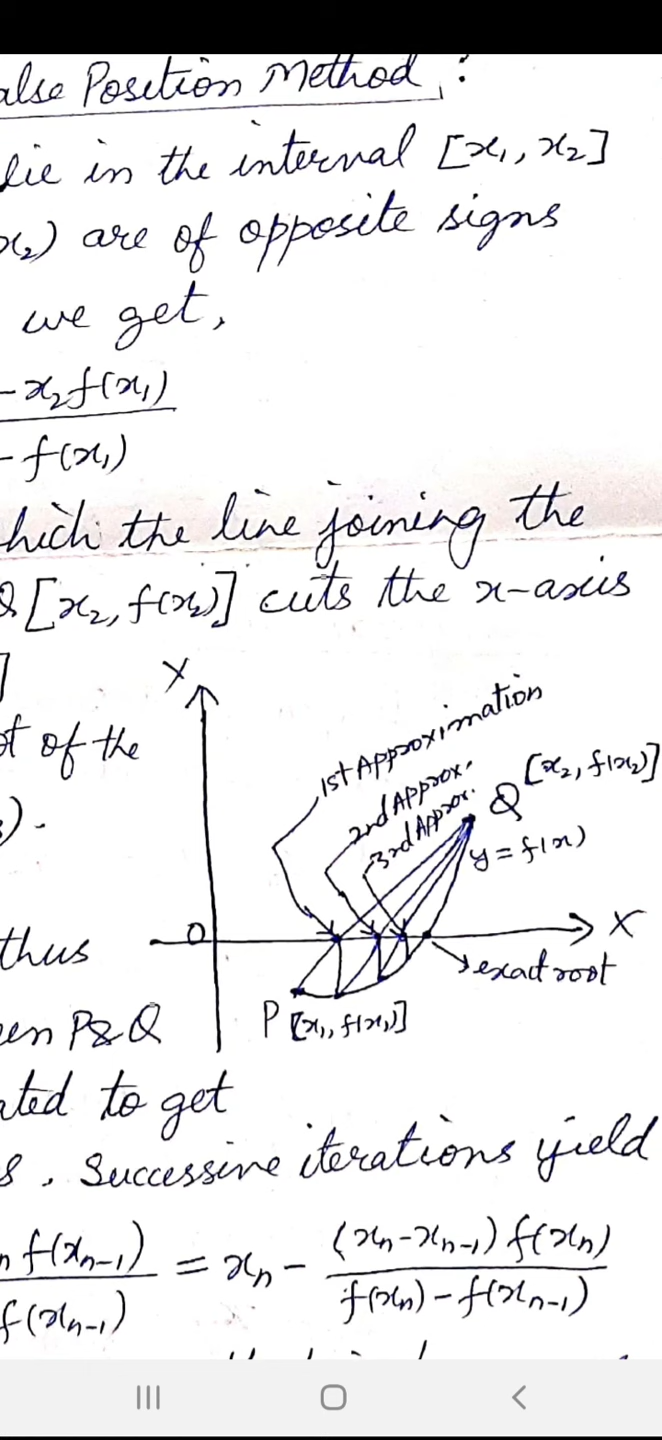 alse Position Method :
lie in the interval [x₁, x₂]
x₂) are of opposite signs
we get,
- x₂f(x₁)
- f(x₁)
hich the line joining the
Q [x₂, f(x₂)] cuts the x-axis
]
Y
1st Approximation
ot of the
2nd Approx.
3rd Approx.
Q [x₂, f(x₂)]
).
y = f(x)
O
X
thus
exact root
P [x₁, f(x₁)]
een P&Q
ated to get
s. Successive iterations yield
n f(xn-1) = xn - (xn-xn-1) f(xn)
f(xn-1) f(xn) - f(xn-1)